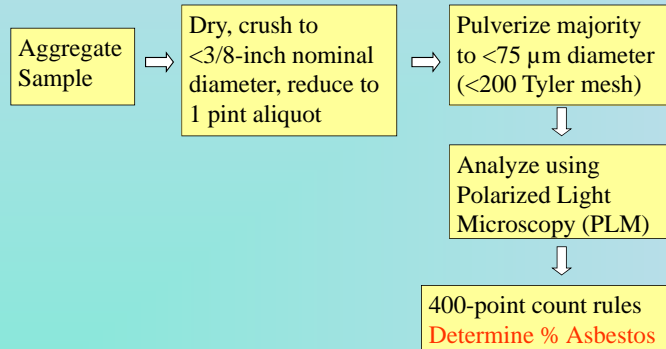 Aggregate
Sample
Dry, crush to
<3/8-inch nominal
diameter, reduce to
1 pint aliquot
Pulverize majority
to <75 µm diameter
(<200 Tyler mesh)
Analyze using
Polarized Light
Microscopy (PLM)
400-point count rules
Determine % Asbestos